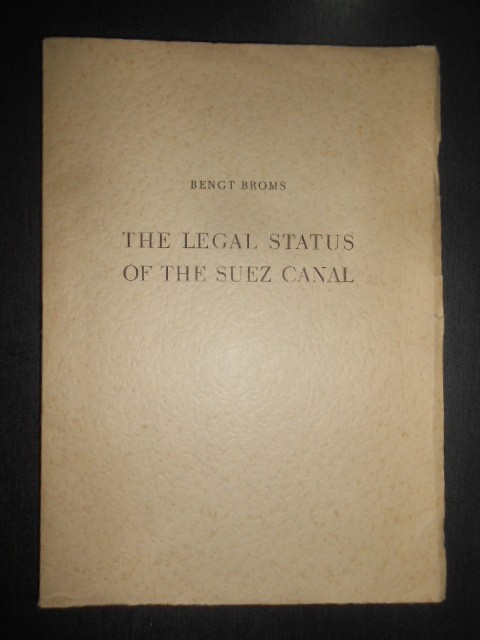 BENGT BROMS
THE LEGAL STATUS
OF THE SUEZ CANAL